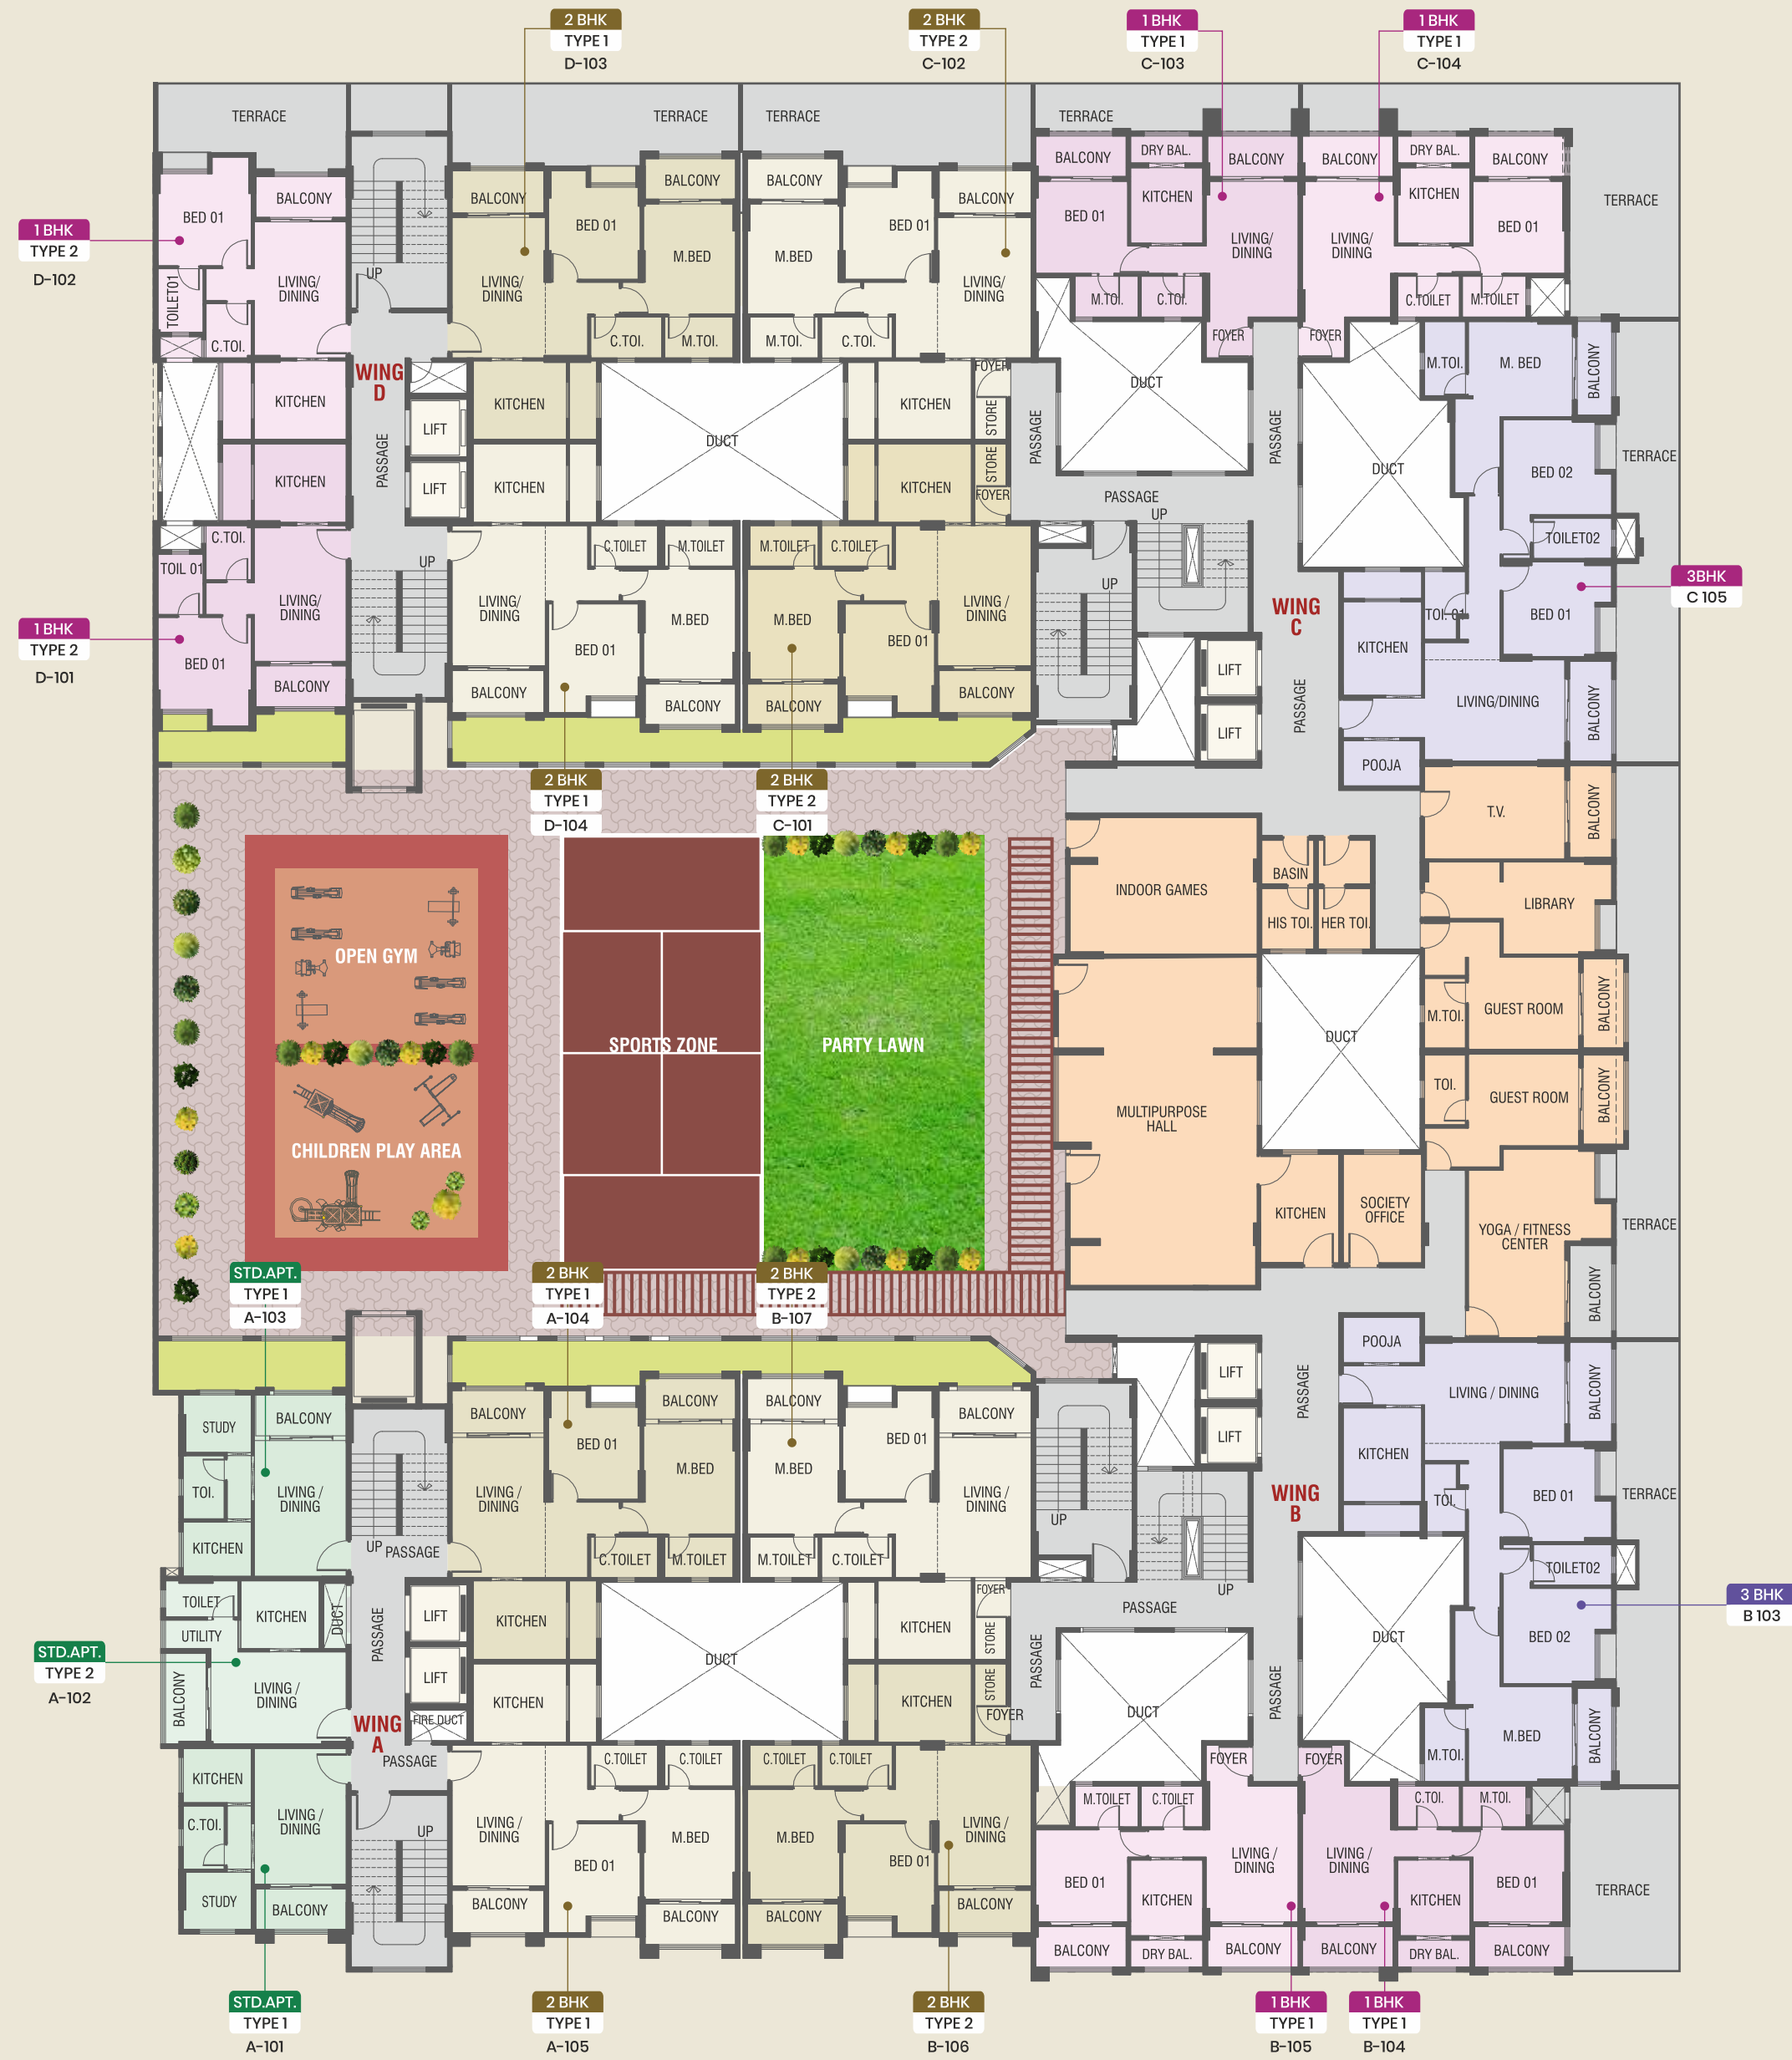 2 BHK
TYPE 1
D-103
2 BHK
TYPE 2
C-102
1 BHK
TYPE 1
C-103
1 BHK
TYPE 1
C-104
TERRACE
TERRACE
TERRACE
TERRACE
TERRACE
1 BHK
TYPE 2
D-102
BED 01
BALCONY
LIVING/
DINING
TOILET01
C.TOI.
KITCHEN
UP
BALCONY
BED 01
BALCONY
M.BED
LIVING/
DINING
C.TOI.
M.TOI.
KITCHEN
BALCONY
BED 01
BALCONY
M.BED
LIVING/
DINING
M.TOI.
C.TOI.
KITCHEN
FOYER
STORE
BALCONY
DRY BAL.
BALCONY
BED 01
KITCHEN
LIVING/
DINING
M.TOI.
C.TOI.
FOYER
BALCONY
DRY BAL.
BALCONY
KITCHEN
BED 01
LIVING/
DINING
C.TOILET
M.TOILET
FOYER
WING
D
PASSAGE
LIFT
LIFT
DUCT
PASSAGE
DUCT
PASSAGE
PASSAGE
UP
DUCT
M.TOI.
M. BED
BALCONY
BED 02
TOILET02
TERRACE
3BHK
C 105
BED 01
TOI. 01
KITCHEN
LIVING/DINING
BALCONY
POOJA
KITCHEN
C.TOI.
TOIL 01
LIVING/
DINING
1 BHK
TYPE 2
D-101
BED 01
BALCONY
UP
KITCHEN
C.TOILET
M.TOILET
LIVING/
DINING
BED 01
M.BED
BALCONY
BALCONY
KITCHEN
STORE
FOYER
M.TOILET
C.TOILET
M.BED
BED 01
LIVING /
DINING
BALCONY
BALCONY
UP
WING
C
LIFT
LIFT
PASSAGE
2 BHK
TYPE 1
D-104
2 BHK
TYPE 2
C-101
OPEN GYM
CHILDREN PLAY AREA
SPORTS ZONE
PARTY LAWN
INDOOR GAMES
BASIN
HIS TOI.
HER TOI.
T.V.
BALCONY
LIBRARY
M.TOI.
GUEST ROOM
BALCONY
DUCT
MULTIPURPOSE
HALL
TOI.
GUEST ROOM
BALCONY
KITCHEN
SOCIETY
OFFICE
YOGA / FITNESS
CENTER
BALCONY
TERRACE
STD.APT.
TYPE 1
A-103
2 BHK
TYPE 1
A-104
2 BHK
TYPE 2
B-107
STUDY
BALCONY
TOI.
LIVING /
DINING
KITCHEN
UP
PASSAGE
BALCONY
BED 01
BALCONY
M.BED
LIVING /
DINING
C.TOILET
M.TOILET
KITCHEN
BALCONY
M.BED
BED 01
BALCONY
LIVING /
DINING
M.TOILET
C.TOILET
KITCHEN
FOYER
STORE
UP
LIFT
LIFT
PASSAGE
WING
B
UP
PASSAGE
POOJA
LIVING / DINING
BALCONY
KITCHEN
TOI.
BED 01
TERRACE
TOILET02
BED 02
3 BHK
B 103
DUCT
M.TOI.
M.BED
BALCONY
TOILET
UTILITY
KITCHEN
DUCT
STD.APT.
TYPE 2
A-102
BALCONY
LIVING /
DINING
PASSAGE
LIFT
LIFT
FIRE DUCT
WING
A
PASSAGE
DUCT
KITCHEN
KITCHEN
STORE
FOYER
PASSAGE
DUCT
PASSAGE
KITCHEN
C.TOI.
LIVING /
DINING
STUDY
BALCONY
UP
C.TOILET
C.TOILET
LIVING /
DINING
BED 01
M.BED
BALCONY
BALCONY
C.TOILET
C.TOILET
M.BED
BED 01
LIVING /
DINING
BALCONY
BALCONY
FOYER
M.TOILET
C.TOILET
BED 01
KITCHEN
LIVING /
DINING
BALCONY
DRY BAL.
BALCONY
FOYER
C.TOI.
M.TOI.
LIVING /
DINING
KITCHEN
BED 01
BALCONY
DRY BAL.
BALCONY
TERRACE
STD.APT.
TYPE 1
A-101
2 BHK
TYPE 1
A-105
2 BHK
TYPE 2
B-106
1 BHK
TYPE 1
B-105
1 BHK
TYPE 1
B-104